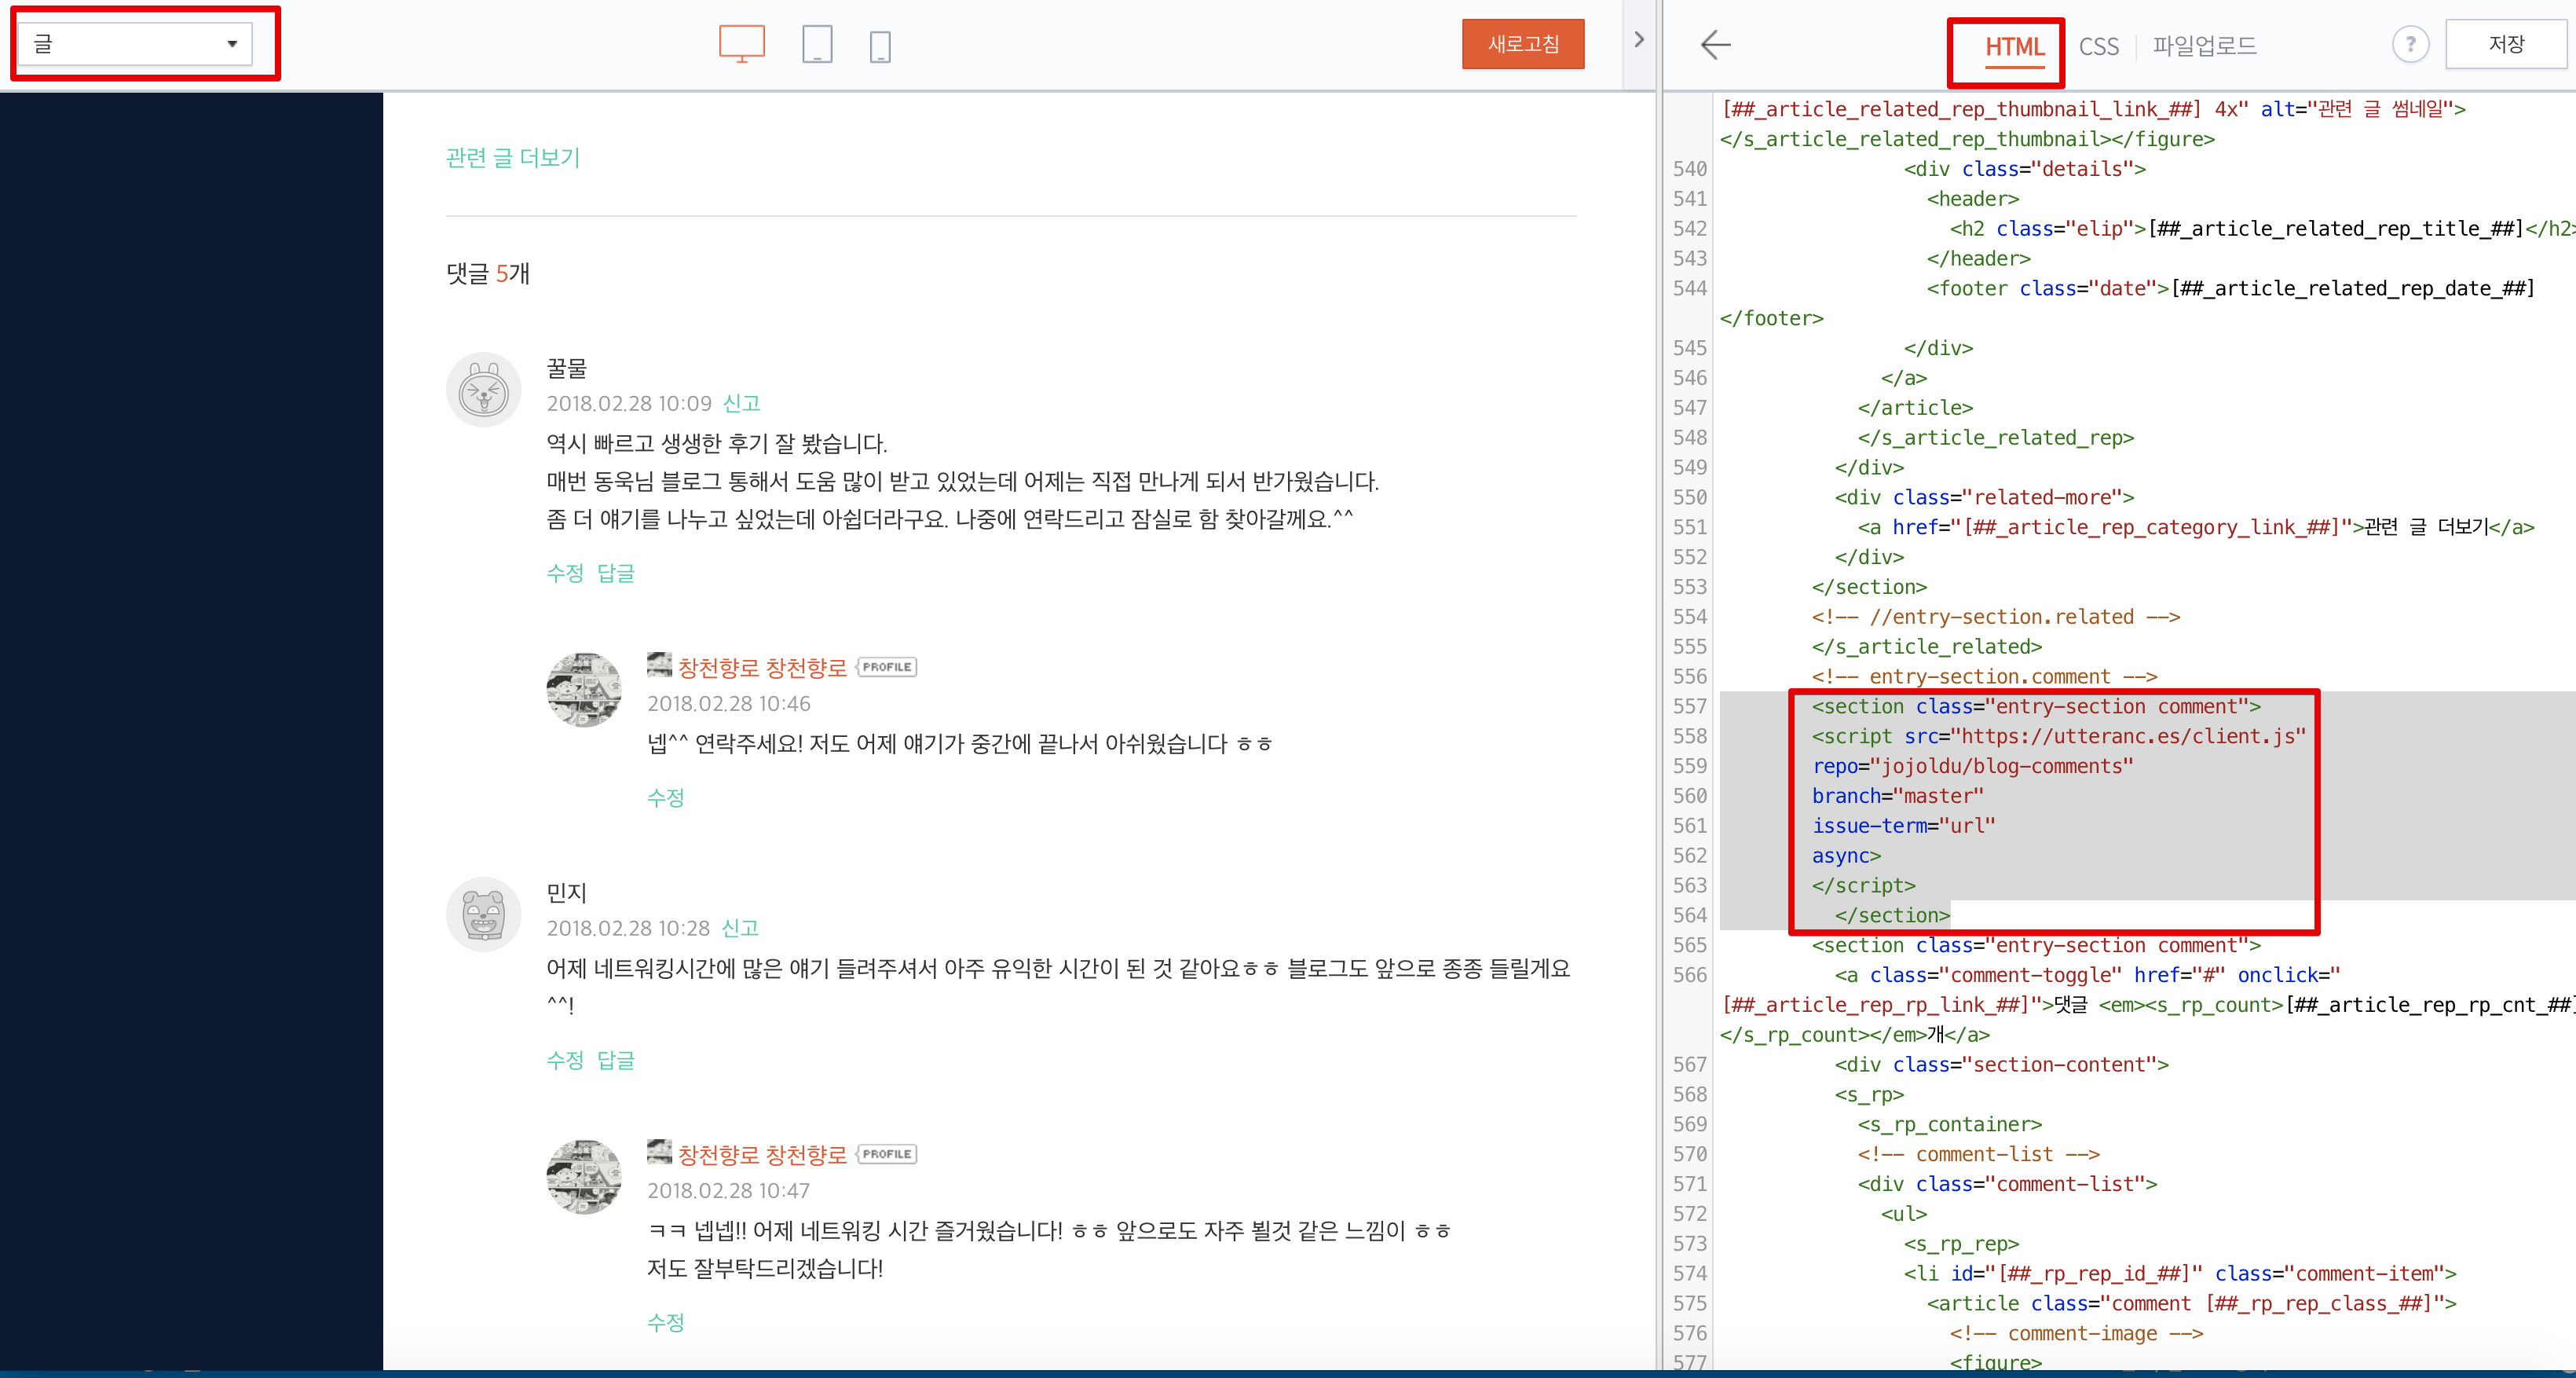 글
새로고침
HTML CSS 파일업로드
?
저장
관련 글 더보기
댓글 5개
꿀물
2018.02.28 10:09 신고
역시 빠르고 생생한 후기 잘 봤습니다.
매번 동욱님 블로그 통해서 도움 많이 받고 있었는데 어제는 직접 만나게 되서 반가웠습니다.
좀 더 얘기를 나누고 싶었는데 아쉽더라구요. 나중에 연락드리고 잠실로 함 찾아갈께요.^^
수정 답글
창천향로 창천향로 PROFILE
2018.02.28 10:46
넵^^ 연락주세요! 저도 어제 얘기가 중간에 끝나서 아쉬웠습니다 ㅎㅎ
수정
민지
2018.02.28 10:28 신고
어제 네트워킹시간에 많은 얘기 들려주셔서 아주 유익한 시간이 된 것 같아요ㅎㅎ 블로그도 앞으로 종종 들릴게요
^^!
수정 답글
창천향로 창천향로 PROFILE
2018.02.28 10:47
ㅋㅋ 넵넵!! 어제 네트워킹 시간 즐거웠습니다! ㅎㅎ 앞으로도 자주 뵐것 같은 느낌이 ㅎㅎ
저도 잘부탁드리겠습니다!
수정
[##_article_related_rep_thumbnail_link_##] 4x" alt="관련 글 썸네일">
</s_article_related_rep_thumbnail></figure>
540 <div class="details">
541 <header>
542 <h2 class="elip">[##_article_related_rep_title_##]</h2>
543 </header>
544 <footer class="date">[##_article_related_rep_date_##]
</footer>
545 </div>
546 </a>
547 </article>
548 </s_article_related_rep>
549 </div>
550 <div class="related-more">
551 <a href="[##_article_rep_category_link_##]">관련 글 더보기</a>
552 </div>
553 </section>
554 <!-- //entry-section.related -->
555 </s_article_related>
556 <!-- entry-section.comment -->
557 <section class="entry-section comment">
558 <script src="https://utteranc.es/client.js"
559 repo="jojoldu/blog-comments"
560 branch="master"
561 issue-term="url"
562 async>
563 </script>
564 </section>
565 <section class="entry-section comment">
566 <a class="comment-toggle" href="#" onclick="
[##_article_rep_rp_link_##]">댓글 <em><s_rp_count>[##_article_rep_rp_cnt_##]
</s_rp_count></em>개</a>
567 <div class="section-content">
568 <s_rp>
569 <s_rp_container>
570 <!-- comment-list -->
571 <div class="comment-list">
572 <ul>
573 <s_rp_rep>
574 <li id="[##_rp_rep_id_##]" class="comment-item">
575 <article class="comment [##_rp_rep_class_##]">
576 <!-- comment-image -->
577 <figure>